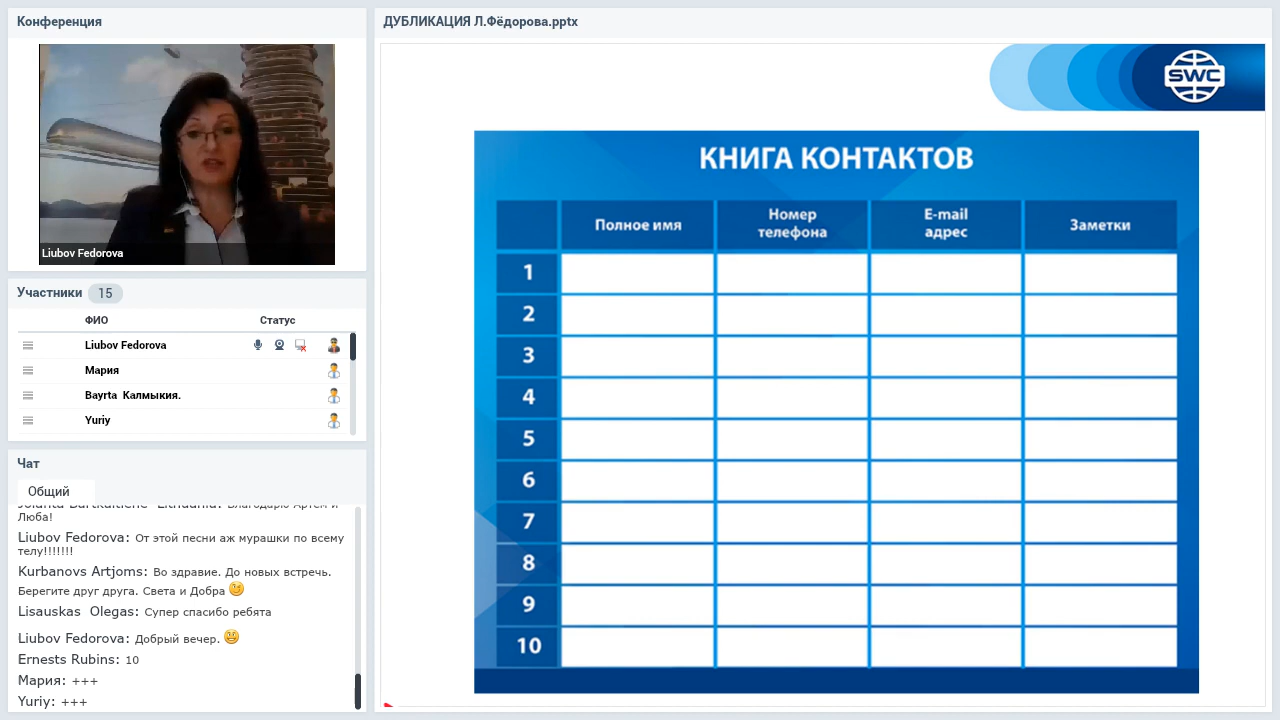 Конференция
Liubov Fedorova
Участники 15
ФИО Статус
Liubov Fedorova
Мария
Bayrta Калмыкия.
Yuriy
Чат
Общий
Люба!
Liubov Fedorova: От этой песни аж мурашки по всему
телу!!!!!!!
Kurbanovs Artjoms: Во здравие. До новых встречь.
Берегите друг друга. Света и Добра
Lisauskas Olegas: Супер спасибо ребята
Liubov Fedorova: Добрый вечер.
Ernests Rubins: 10
Мария: +++
Yuriy: +++
ДУБЛИКАЦИЯ Л.Фёдорова.pptx
SWC
КНИГА КОНТАКТОВ
Полное имя
Номер
телефона
E-mail
адрес
Заметки
1
2
3
4
5
6
7
8
9
10